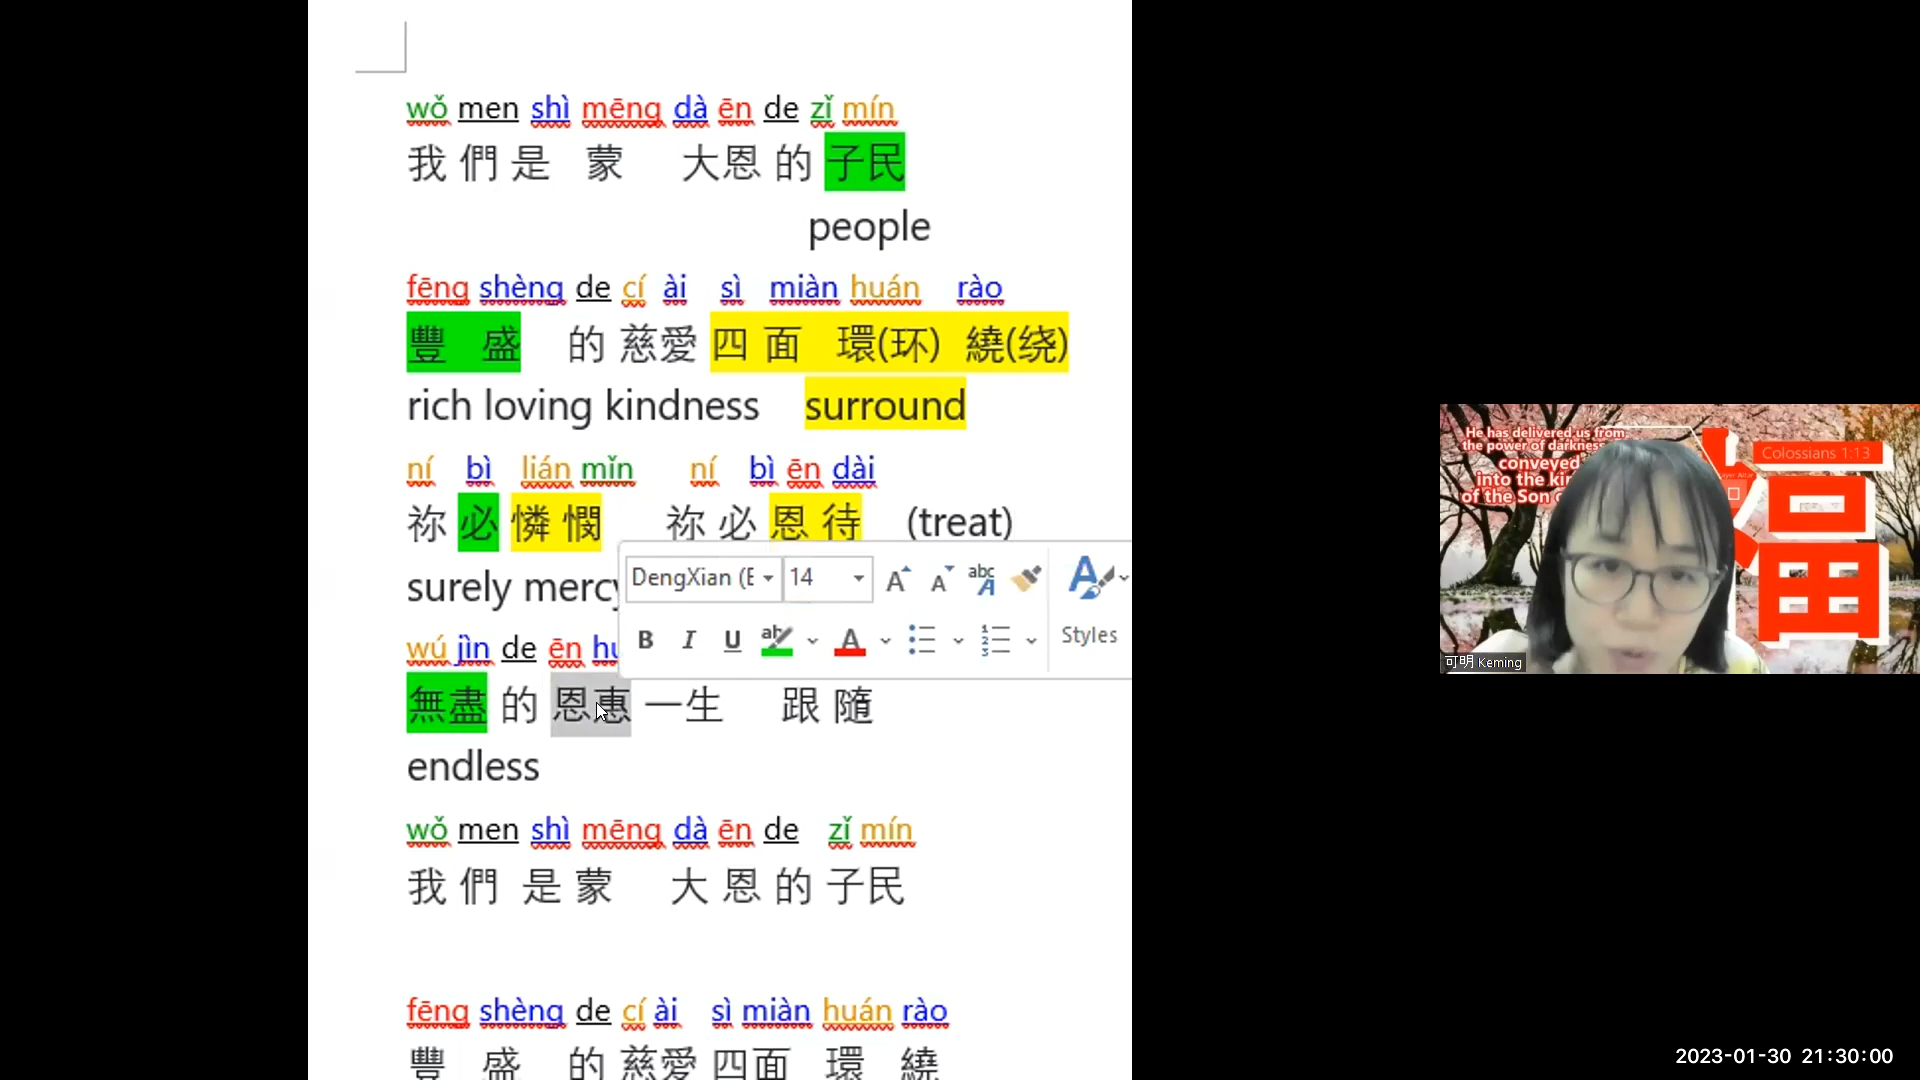 wǒ men shì mēng dà ēn de zǐ mín
我 們 是 蒙 大恩 的 子民
people
fēng shèng de cí ài sì miàn huán rào
豐 盛 的 慈愛 四 面 環(环) 繞(绕)
rich loving kindness surround
ní bì lián mǐn ní bì ēn dài
祢 必 憐 憫 祢 必 恩 待 (treat)
surely mercy
DengXian (E 14
B I U Styles
wú jìn de ēn hu
無盡 的 恩惠 一生 跟 隨
endless
wǒ men shì mēng dà ēn de zǐ mín
我 們 是 蒙 大 恩 的 子民
fēng shèng de cí ài sì miàn huán rào
豐 盛 的 慈愛 四面 環 繞
He has delivered us from
the power of darkness
conveyed
into the
of the Son
Colossians 1:13
福
可明 Keming
2023-01-30 21:30:00